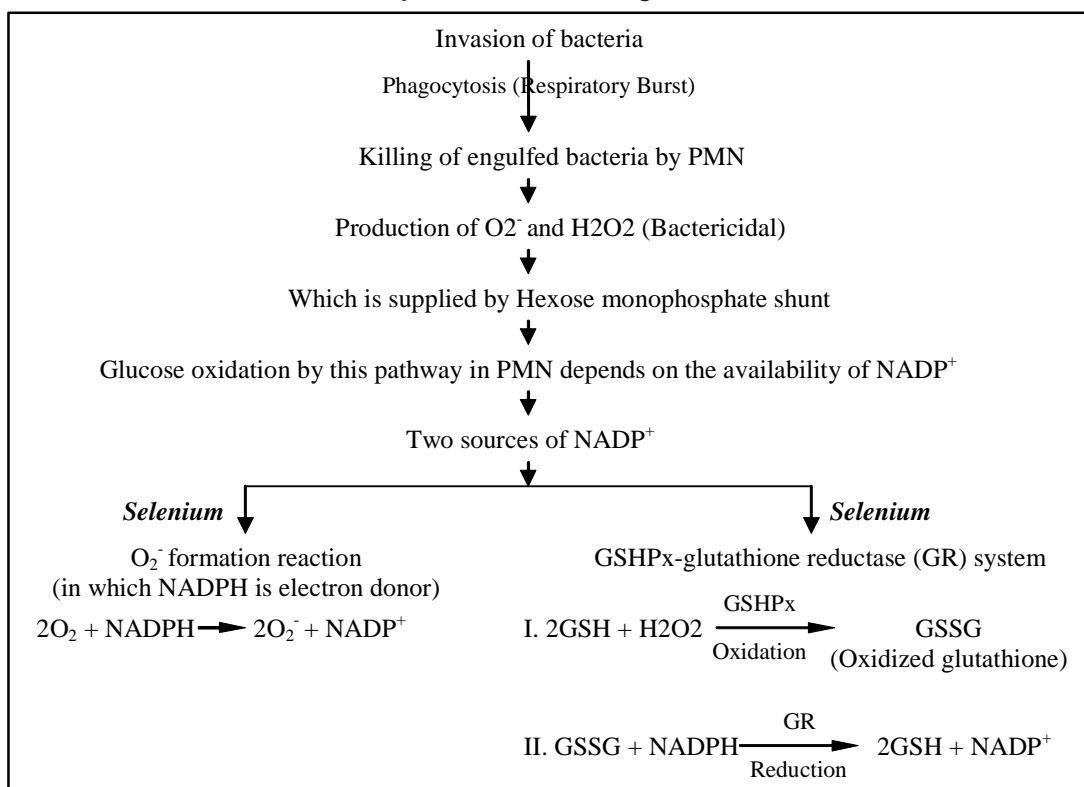 Invasion of bacteria
Phagocytosis (Respiratory Burst)
Killing of engulfed bacteria by PMN
Production of O2⁻ and H2O2 (Bactericidal)
Which is supplied by Hexose monophosphate shunt
Glucose oxidation by this pathway in PMN depends on the availability of NADP⁺
Two sources of NADP⁺
Selenium
O₂⁻ formation reaction
(in which NADPH is electron donor)
2O₂ + NADPH → 2O₂⁻ + NADP⁺
Selenium
GSHPx-glutathione reductase (GR) system
GSHPx
I. 2GSH + H2O2 → GSSG
Oxidation
(Oxidized glutathione)
GR
II. GSSG + NADPH → 2GSH + NADP⁺
Reduction